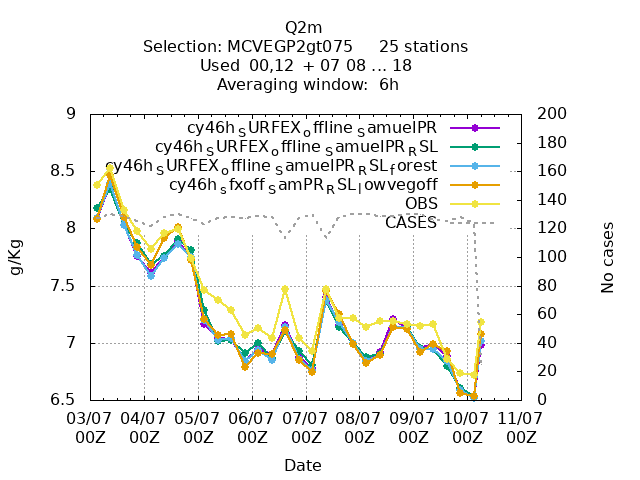 Q2m
Selection: MCVEGP2gt075 25 stations
Used 00,12 + 07 08 ... 18
Averaging window: 6h
9
8.5
8
7.5
7
6.5
g/Kg
cy46h_SURFEX_offline_SamuelPR
cy46h_SURFEX_offline_SamuelPR_RSL
cy46h_SURFEX_offline_SamuelPR_RSL_forest
cy46h_sfxoff_SamPR_RSL_lowvegoff
OBS
CASES
200
180
160
140
120
100
80
60
40
20
0
No cases
03/07 04/07 05/07 06/07 07/07 08/07 09/07 10/07 11/07
00Z 00Z 00Z 00Z 00Z 00Z 00Z 00Z 00Z
Date